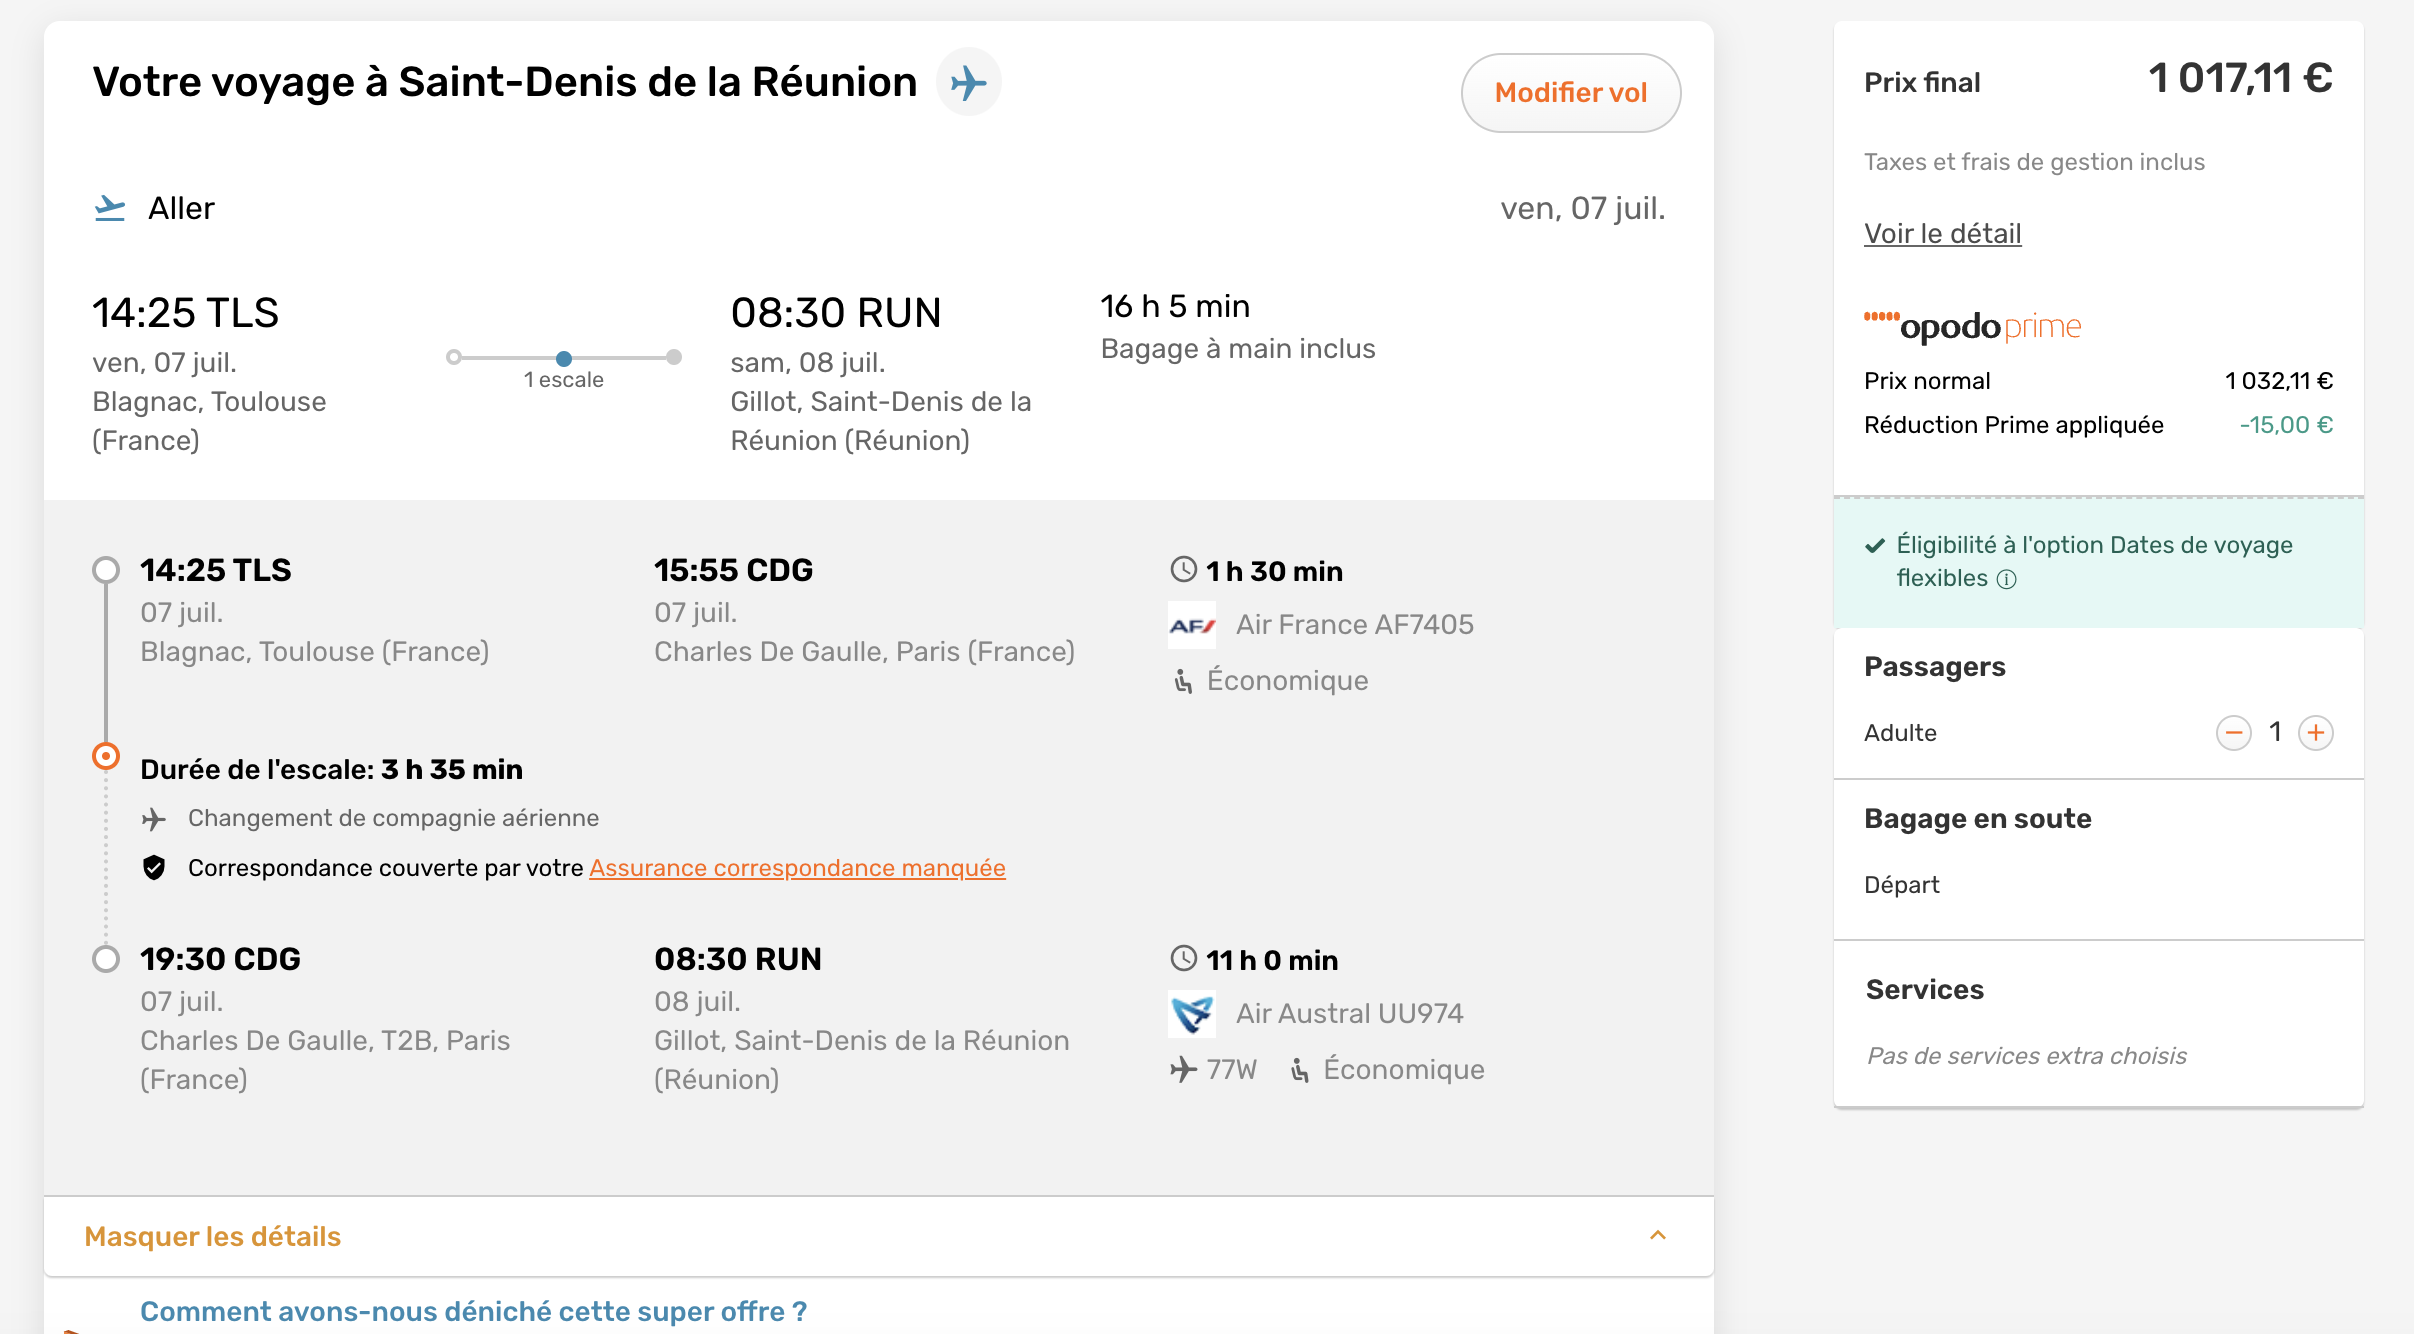 Votre voyage à Saint-Denis de la Réunion
Modifier vol
Aller
ven, 07 juil.
14:25 TLS
ven, 07 juil.
Blagnac, Toulouse
(France)
1 escale
08:30 RUN
sam, 08 juil.
Gillot, Saint-Denis de la
Réunion (Réunion)
16 h 5 min
Bagage à main inclus
14:25 TLS
07 juil.
Blagnac, Toulouse (France)
15:55 CDG
07 juil.
Charles De Gaulle, Paris (France)
1 h 30 min
AF
Air France AF7405
Économique
Durée de l'escale: 3 h 35 min
Changement de compagnie aérienne
Correspondance couverte par votre Assurance correspondance manquée
19:30 CDG
07 juil.
Charles De Gaulle, T2B, Paris
(France)
08:30 RUN
08 juil.
Gillot, Saint-Denis de la Réunion
(Réunion)
11 h 0 min
Air Austral UU974
77W Économique
Masquer les détails
Comment avons-nous déniché cette super offre ?
Prix final 1 017,11 €
Taxes et frais de gestion inclus
Voir le détail
opodo prime
Prix normal 1 032,11 €
Réduction Prime appliquée -15,00 €
Éligibilité à l'option Dates de voyage
flexibles
Passagers
Adulte 1
Bagage en soute
Départ
Services
Pas de services extra choisis